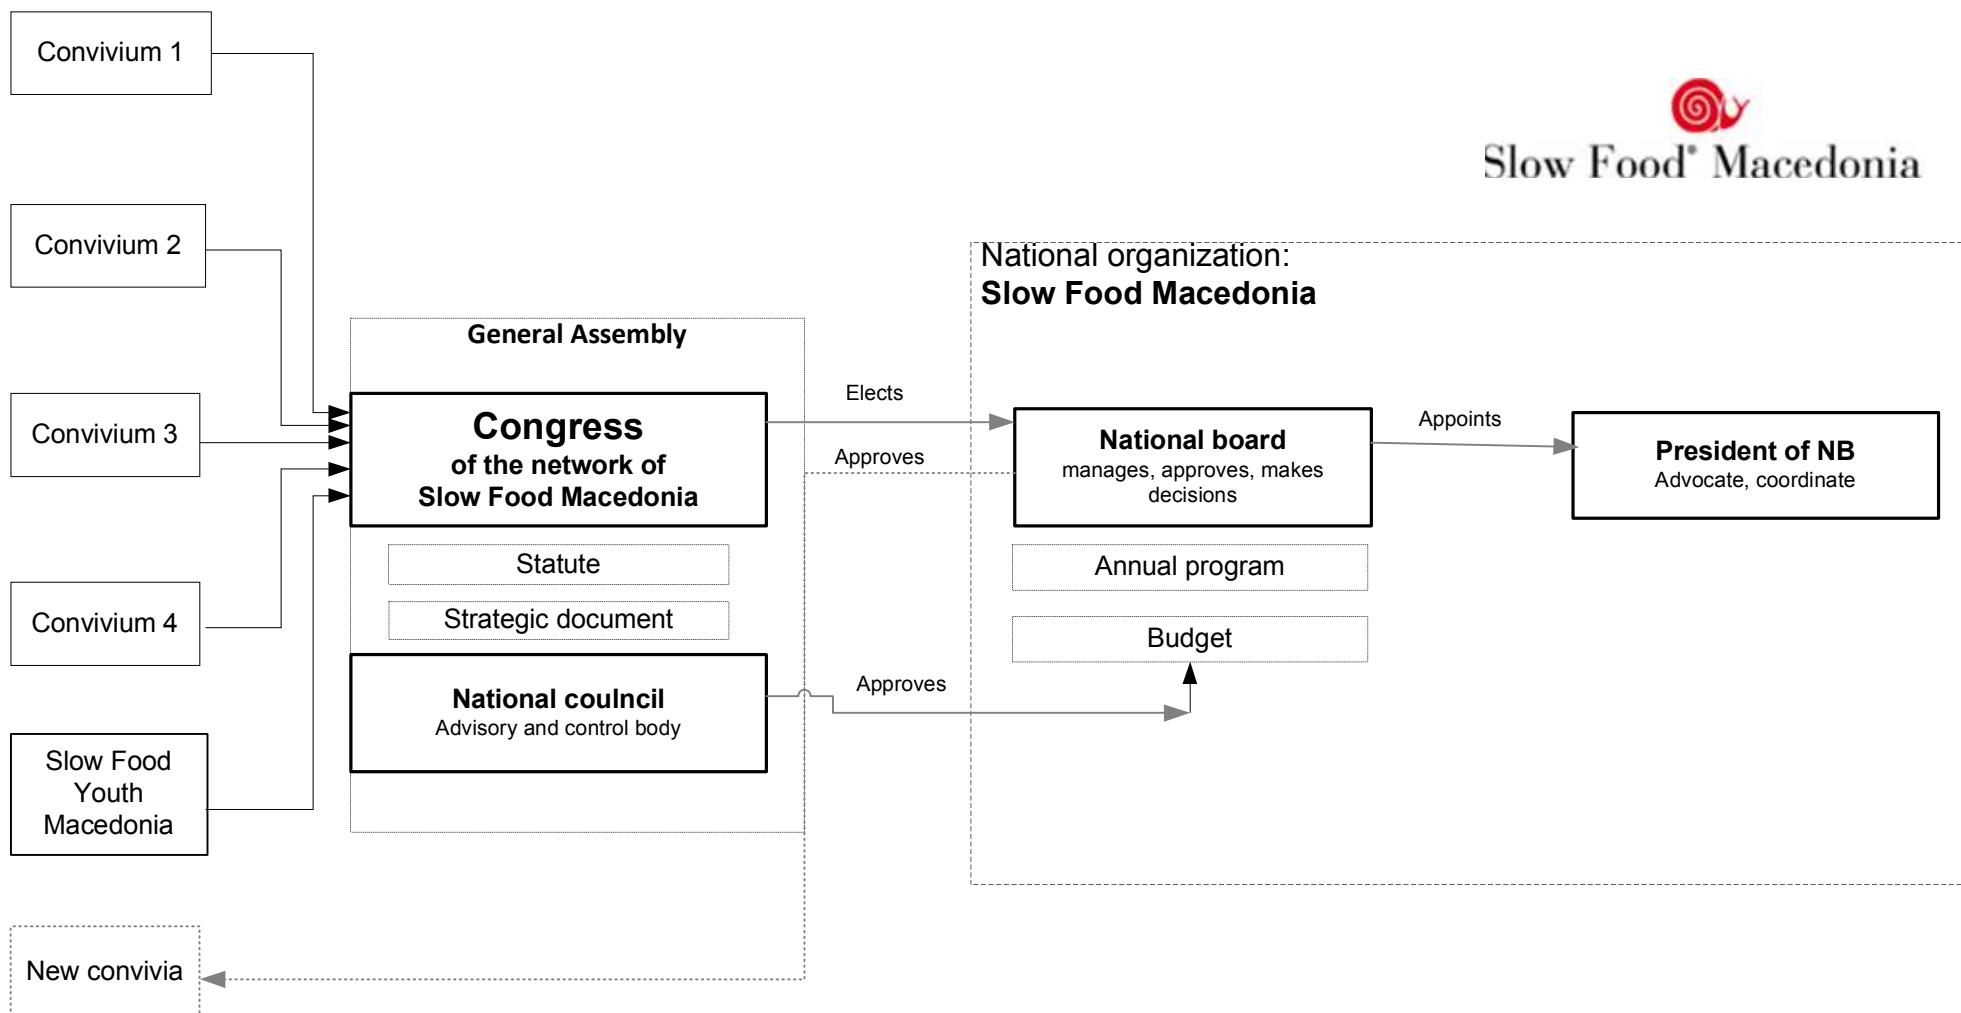 Convivium 1
Slow Food® Macedonia
Convivium 2
National organization:
Slow Food Macedonia
General Assembly
Convivium 3
Congress
of the network of
Slow Food Macedonia
Elects
Approves
National board
manages, approves, makes
decisions
Appoints
President of NB
Advocate, coordinate
Statute
Annual program
Convivium 4
Strategic document
Budget
National coulncil
Advisory and control body
Approves
Slow Food
Youth
Macedonia
New convivia